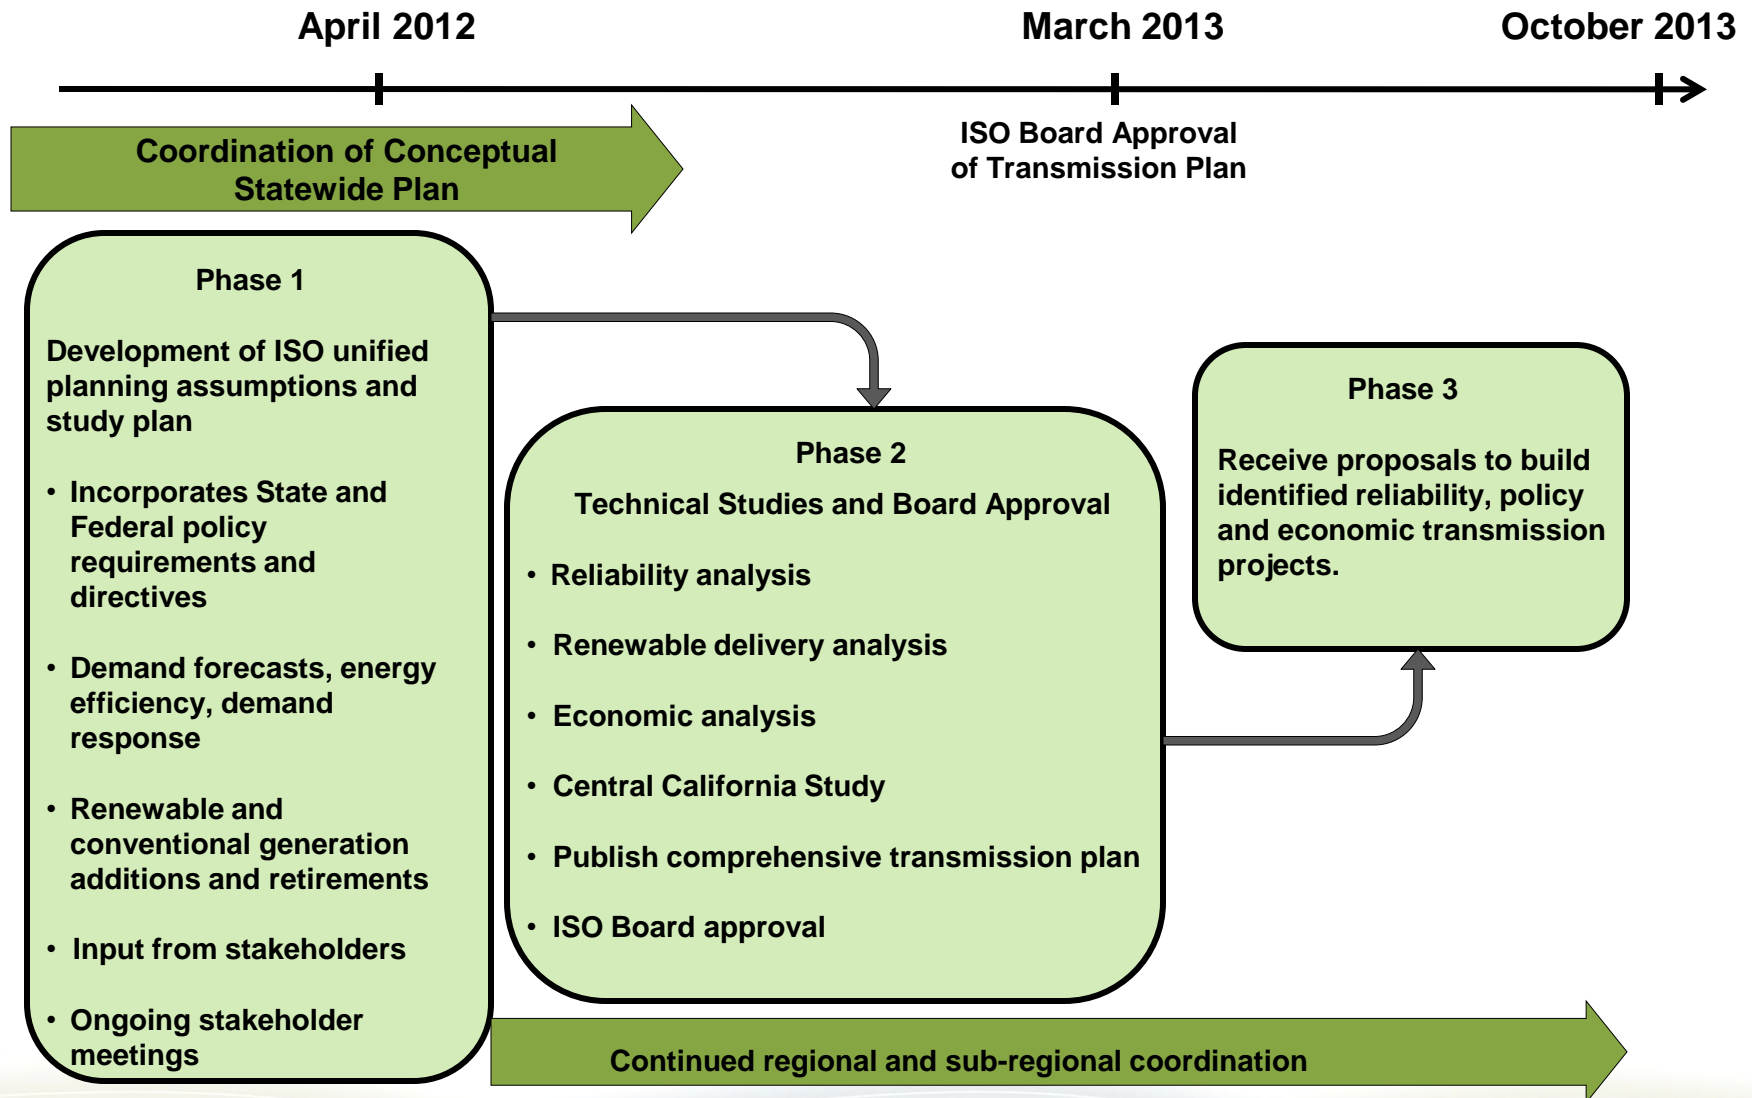 April 2012
March 2013
October 2013
ISO Board Approval
of Transmission Plan
Coordination of Conceptual
Statewide Plan
Phase 1
Development of ISO unified
planning assumptions and
study plan
• Incorporates State and
Federal policy
requirements and
directives
• Demand forecasts, energy
efficiency, demand
response
• Renewable and
conventional generation
additions and retirements
• Input from stakeholders
• Ongoing stakeholder
meetings
Phase 2
Technical Studies and Board Approval
• Reliability analysis
• Renewable delivery analysis
• Economic analysis
• Central California Study
• Publish comprehensive transmission plan
• ISO Board approval
Phase 3
Receive proposals to build
identified reliability, policy
and economic transmission
projects.
Continued regional and sub-regional coordination